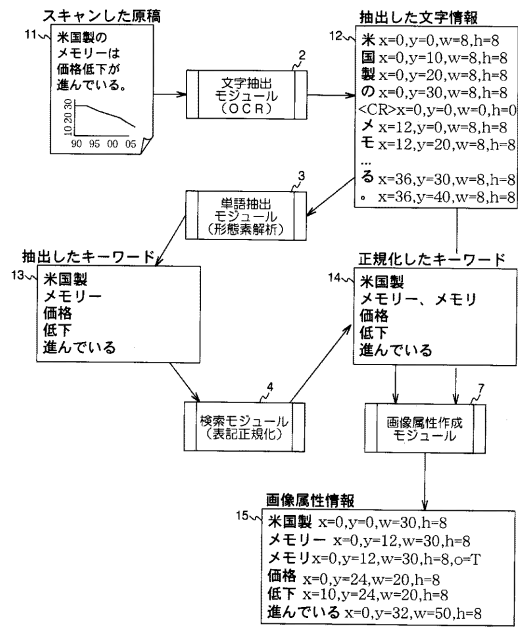 スキャンした原稿
11
米国製の
メモリーは
価格低下が
進んでいる。
10 20 30
90 95 00 05
2
文字抽出
モジュール
(OCR)
抽出した文字情報
12
米 x=0,y=0,w=8,h=8
国 x=0,y=10,w=8,h=8
製 x=0,y=20,w=8,h=8
の x=0,y=30,w=8,h=8
<CR>x=0,y=0,w=0,h=0
メ x=12,y=0,w=8,h=8
モ x=12,y=20,w=8,h=8
...
る x=36,y=30,w=8,h=8
。 x=36,y=40,w=8,h=8
3
単語抽出
モジュール
(形態素解析)
抽出したキーワード
13
米国製
メモリー
価格
低下
進んでいる
正規化したキーワード
14
米国製
メモリー、メモリ
価格
低下
進んでいる
4
検索モジュール
(表記正規化)
7
画像属性作成
モジュール
画像属性情報
15
米国製 x=0,y=0,w=30,h=8
メモリー x=0,y=12,w=30,h=8
メモリx=0,y=12,w=30,h=8,o=T
価格 x=0,y=24,w=20,h=8
低下 x=10,y=24,w=20,h=8
進んでいる x=0,y=32,w=50,h=8